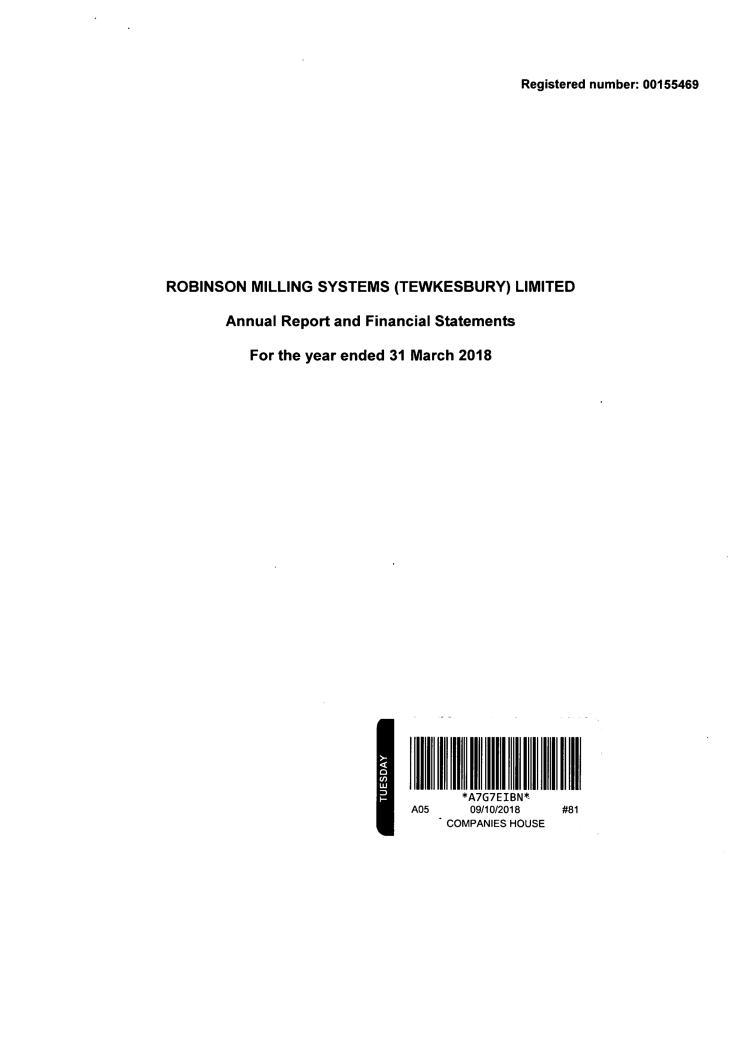 Registered number: 00155469
ROBINSON MILLING SYSTEMS (TEWKESBURY) LIMITED
Annual Report and Financial Statements
For the year ended 31 March 2018
TUESDAY
*A7G7EIBN*
A05 09/10/2018 #81
COMPANIES HOUSE